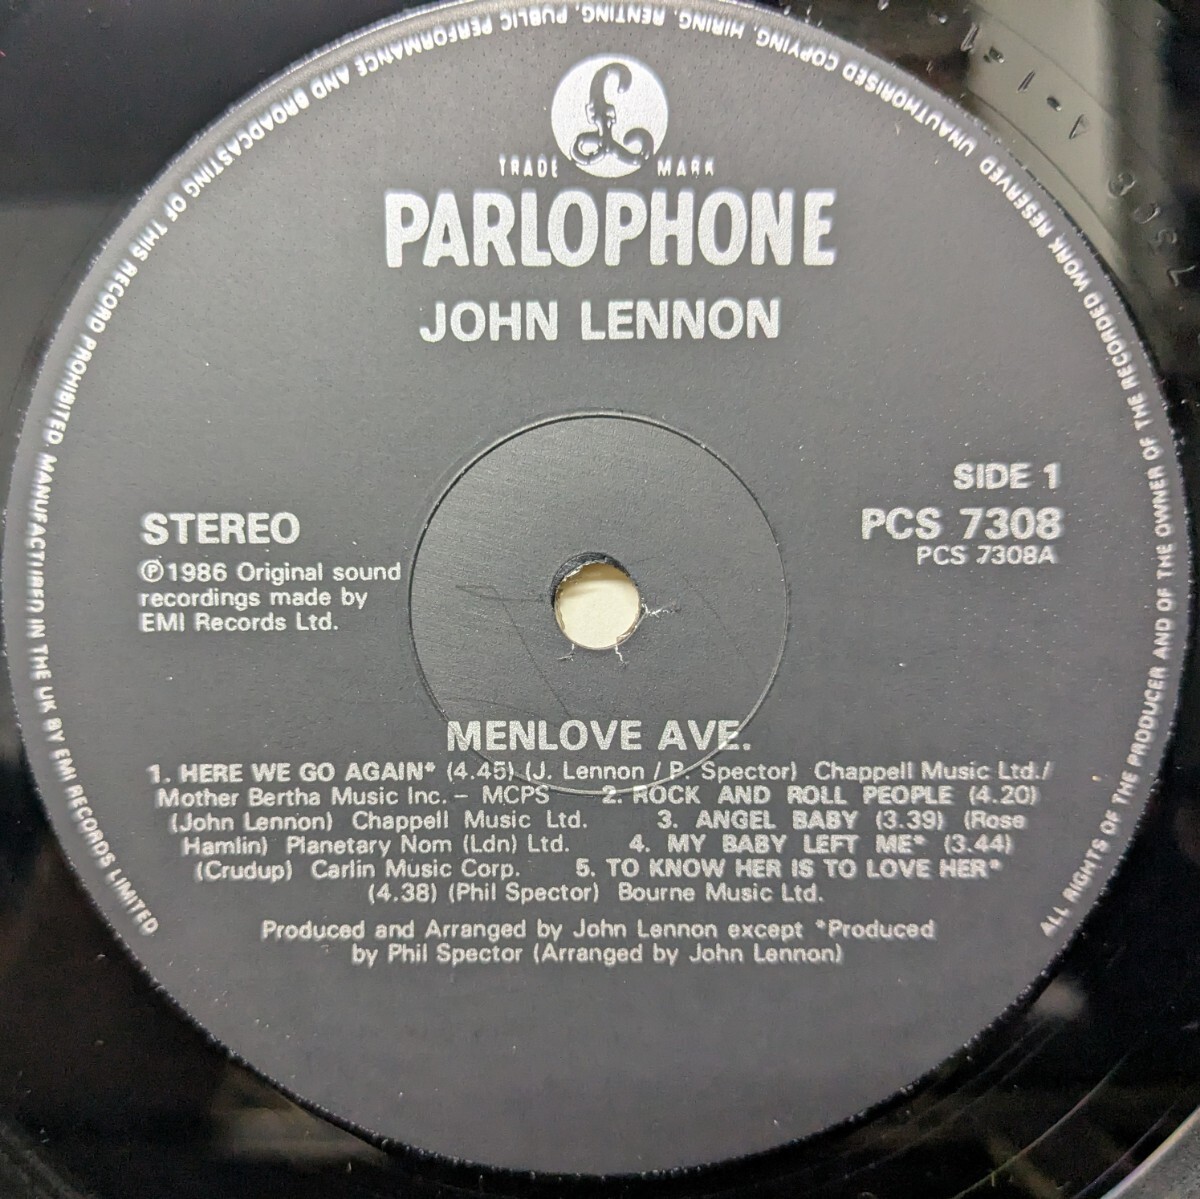 TRADE MARK
PARLOPHONE
JOHN LENNON
SIDE 1
PCS 7308
PCS 7308A
STEREO
Ⓟ1986 Original sound
recordings made by
EMI Records Ltd.
MENLOVE AVE.
1. HERE WE GO AGAIN* (4.45) (J. Lennon / P. Spector) Chappell Music Ltd./
Mother Bertha Music Inc. – MCPS 2. ROCK AND ROLL PEOPLE (4.20)
(John Lennon) Chappell Music Ltd. 3. ANGEL BABY (3.39) (Rose
Hamlin) Planetary Nom (Ldn) Ltd. 4. MY BABY LEFT ME* (3.44)
(Crudup) Carlin Music Corp. 5. TO KNOW HER IS TO LOVE HER*
(4.38) (Phil Spector) Bourne Music Ltd.
Produced and Arranged by John Lennon except *Produced
by Phil Spector (Arranged by John Lennon)
ALL RIGHTS OF THE PRODUCER AND OF THE OWNER OF THE RECORDED WORK RESERVED UNAUTHORISED COPYING, HIRING, RENTING, PUBLIC PERFORMANCE AND BROADCASTING OF THIS RECORD PROHIBITED. MANUFACTURED IN THE UK BY EMI RECORDS LIMITED